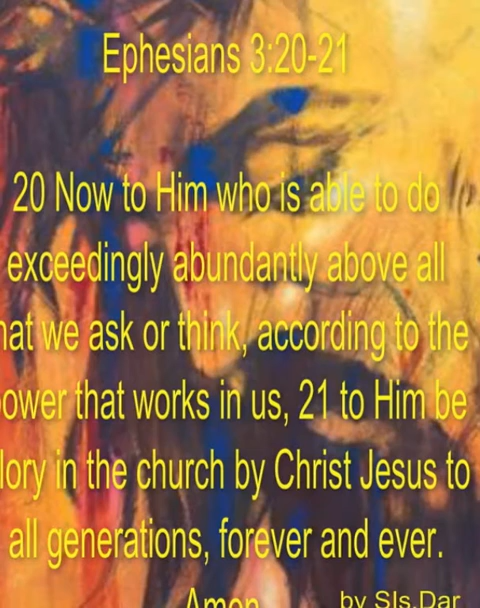 Ephesians 3:20-21
20 Now to Him who is able to do
exceedingly abundantly above all
hat we ask or think, according to the
ower that works in us, 21 to Him be
lory in the church by Christ Jesus to
all generations, forever and ever.
Amen
by SIs.Dar